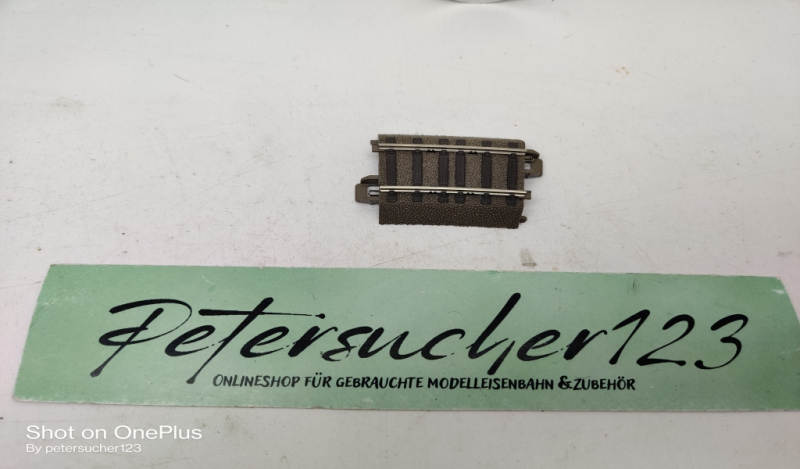 Petersucher123
ONLINESHOP FÜR GEBRAUCHTE MODELLEISENBAHN & ZUBEHÖR
Shot on OnePlus
By petersucher123